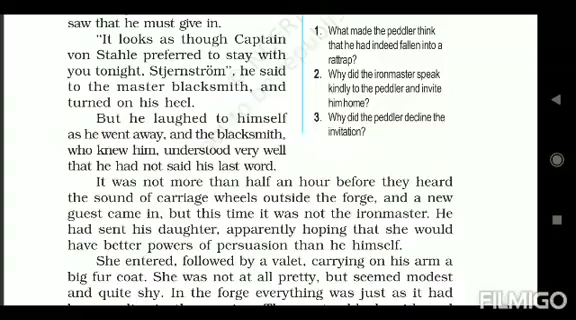 saw that he must give in.
"It looks as though Captain
von Stahle preferred to stay with
you tonight, Stjernström", he said
to the master blacksmith, and
turned on his heel.
But he laughed to himself
as he went away, and the blacksmith,
who knew him, understood very well
that he had not said his last word.
1. What made the peddler think
that he had indeed fallen into a
rattrap?
2. Why did the ironmaster speak
kindly to the peddler and invite
him home?
3. Why did the peddler decline the
invitation?
It was not more than half an hour before they heard
the sound of carriage wheels outside the forge, and a new
guest came in, but this time it was not the ironmaster. He
had sent his daughter, apparently hoping that she would
have better powers of persuasion than he himself.
She entered, followed by a valet, carrying on his arm a
big fur coat. She was not at all pretty, but seemed modest
and quite shy. In the forge everything was just as it had
FILMIGO